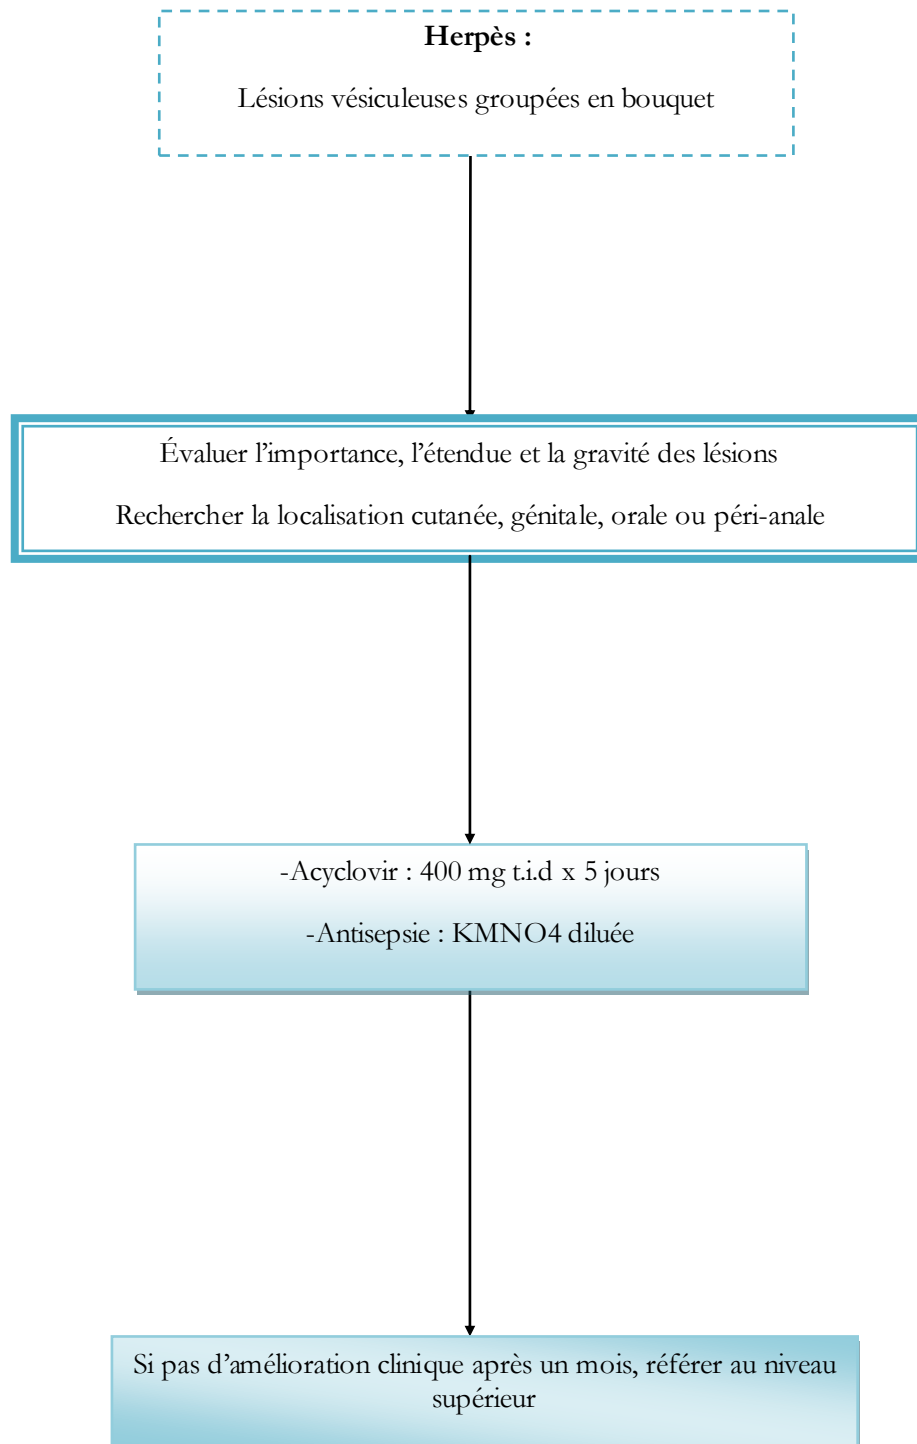 Herpès :
Lésions vésiculeuses groupées en bouquet
Évaluer l’importance, l’étendue et la gravité des lésions
Rechercher la localisation cutanée, génitale, orale ou péri-anale
-Acyclovir : 400 mg t.i.d x 5 jours
-Antisepsie : KMNO4 diluée
Si pas d’amélioration clinique après un mois, référer au niveau
supérieur